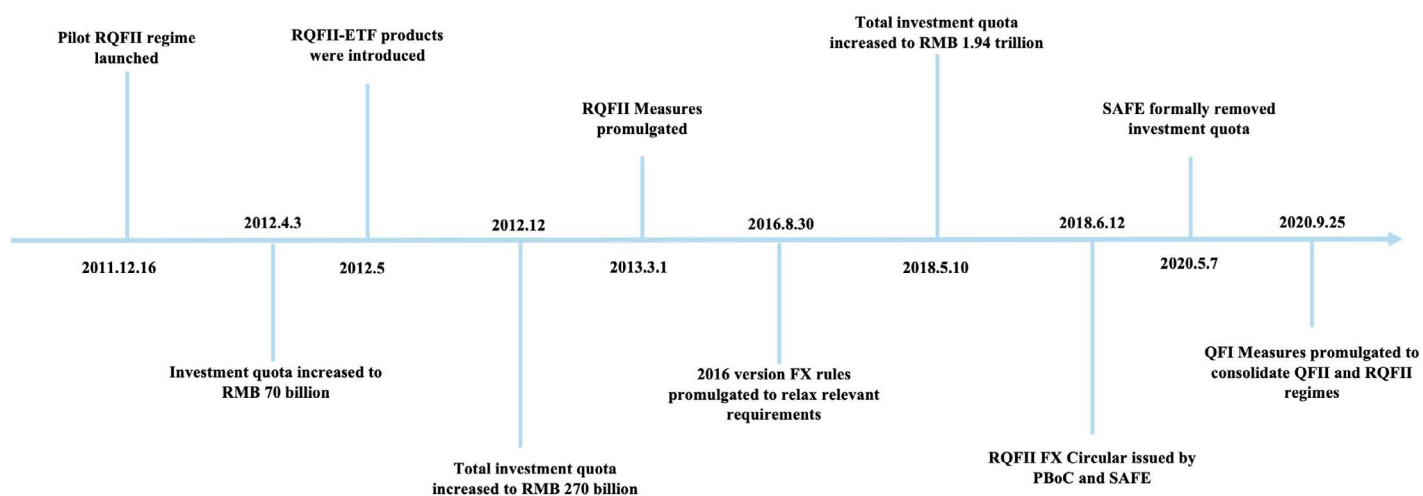 Pilot RQFII regime
launched
2011.12.16
2012.4.3
Investment quota increased to
RMB 70 billion
RQFII-ETF products
were introduced
2012.5
2012.12
Total investment quota
increased to RMB 270 billion
RQFII Measures
promulgated
2013.3.1
2016.8.30
2016 version FX rules
promulgated to relax relevant
requirements
Total investment quota
increased to RMB 1.94 trillion
2018.5.10
2018.6.12
RQFII FX Circular issued by
PBoC and SAFE
SAFE formally removed
investment quota
2020.5.7
2020.9.25
QFI Measures promulgated to
consolidate QFII and RQFII
regimes